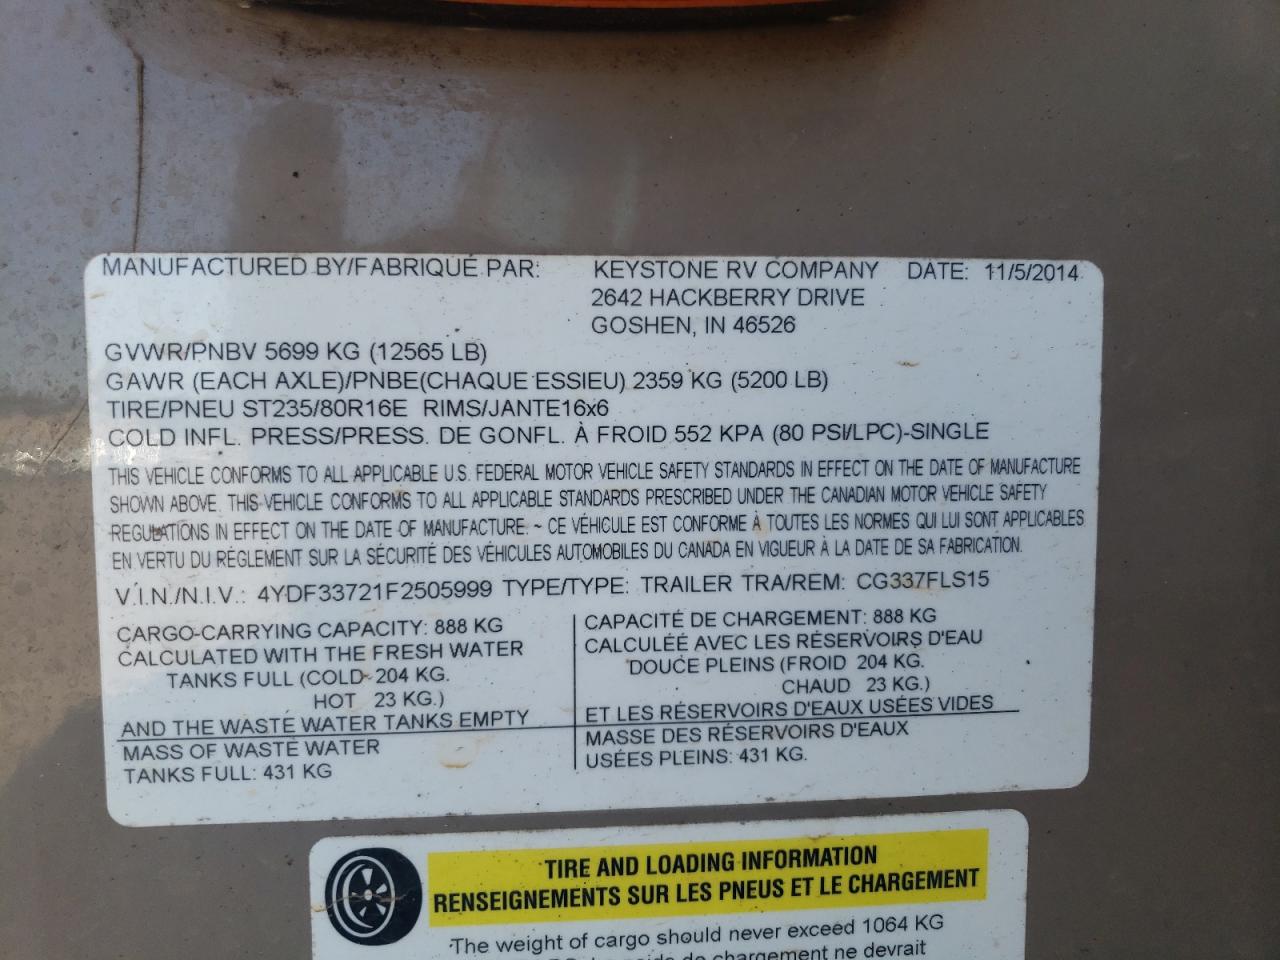 MANUFACTURED BY/FABRIQUÉ PAR: KEYSTONE RV COMPANY DATE: 11/5/2014
2642 HACKBERRY DRIVE
GOSHEN, IN 46526
GVWR/PNBV 5699 KG (12565 LB)
GAWR (EACH AXLE)/PNBE(CHAQUE ESSIEU) 2359 KG (5200 LB)
TIRE/PNEU ST235/80R16E RIMS/JANTE16x6
COLD INFL. PRESS/PRESS. DE GONFL. À FROID 552 KPA (80 PSI/LPC)-SINGLE
THIS VEHICLE CONFORMS TO ALL APPLICABLE U.S. FEDERAL MOTOR VEHICLE SAFETY STANDARDS IN EFFECT ON THE DATE OF MANUFACTURE
SHOWN ABOVE. THIS VEHICLE CONFORMS TO ALL APPLICABLE STANDARDS PRESCRIBED UNDER THE CANADIAN MOTOR VEHICLE SAFETY
REGULATIONS IN EFFECT ON THE DATE OF MANUFACTURE. ~ CE VÉHICULE EST CONFORME À TOUTES LES NORMES QUI LUI SONT APPLICABLES
EN VERTU DU RÈGLEMENT SUR LA SÉCURITÉ DES VÉHICULES AUTOMOBILES DU CANADA EN VIGUEUR À LA DATE DE SA FABRICATION.
V.I.N./N.I.V.: 4YDF33721F2505999 TYPE/TYPE: TRAILER TRA/REM: CG337FLS15
CARGO-CARRYING CAPACITY: 888 KG
CALCULATED WITH THE FRESH WATER
TANKS FULL (COLD 204 KG.
HOT 23 KG.)
AND THE WASTE WATER TANKS EMPTY
MASS OF WASTE WATER
TANKS FULL: 431 KG
CAPACITÉ DE CHARGEMENT: 888 KG
CALCULÉÉ AVEC LES RÉSERVOIRS D'EAU
DOUCE PLEINS (FROID 204 KG.
CHAUD 23 KG.)
ET LES RÉSERVOIRS D'EAUX USÉES VIDES
MASSE DES RÉSERVOIRS D'EAUX
USÉES PLEINS: 431 KG.
TIRE AND LOADING INFORMATION
RENSEIGNEMENTS SUR LES PNEUS ET LE CHARGEMENT
The weight of cargo should never exceed 1064 KG
de chargement ne devrait